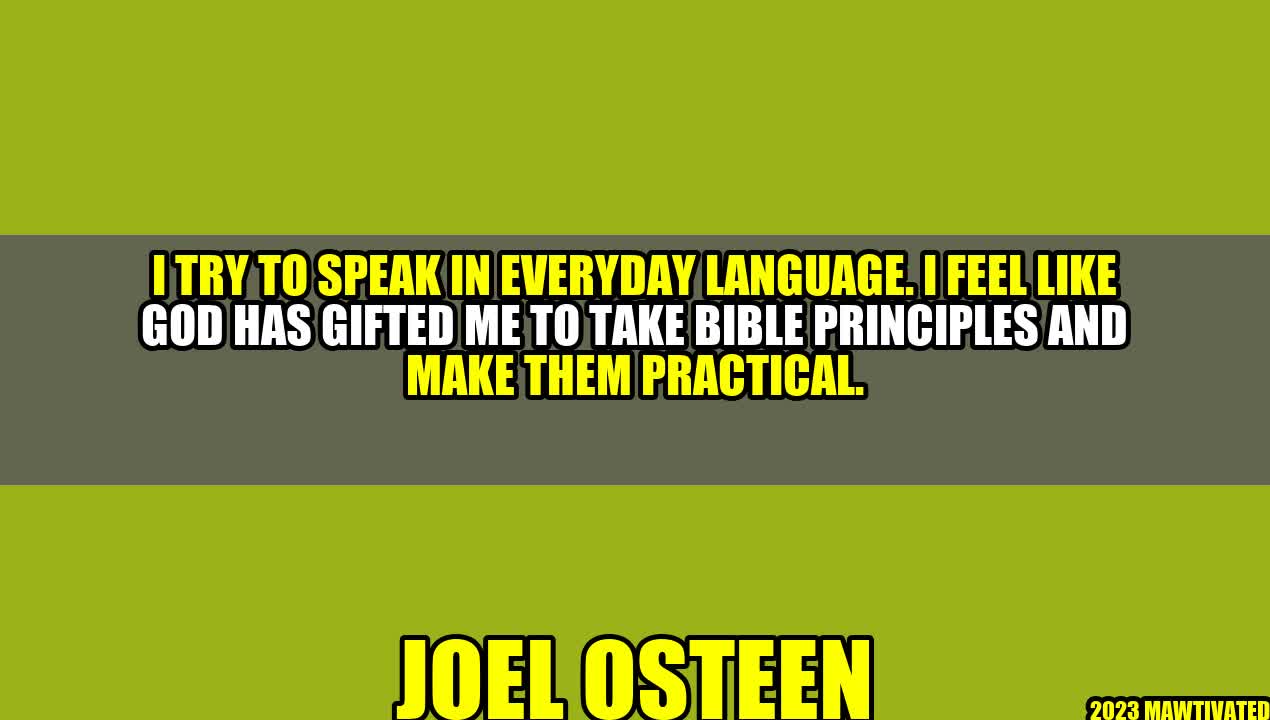 I TRY TO SPEAK IN EVERYDAY LANGUAGE. I FEEL LIKE
GOD HAS GIFTED ME TO TAKE BIBLE PRINCIPLES AND
MAKE THEM PRACTICAL.
JOEL OSTEEN
2023 MAWTIVATED